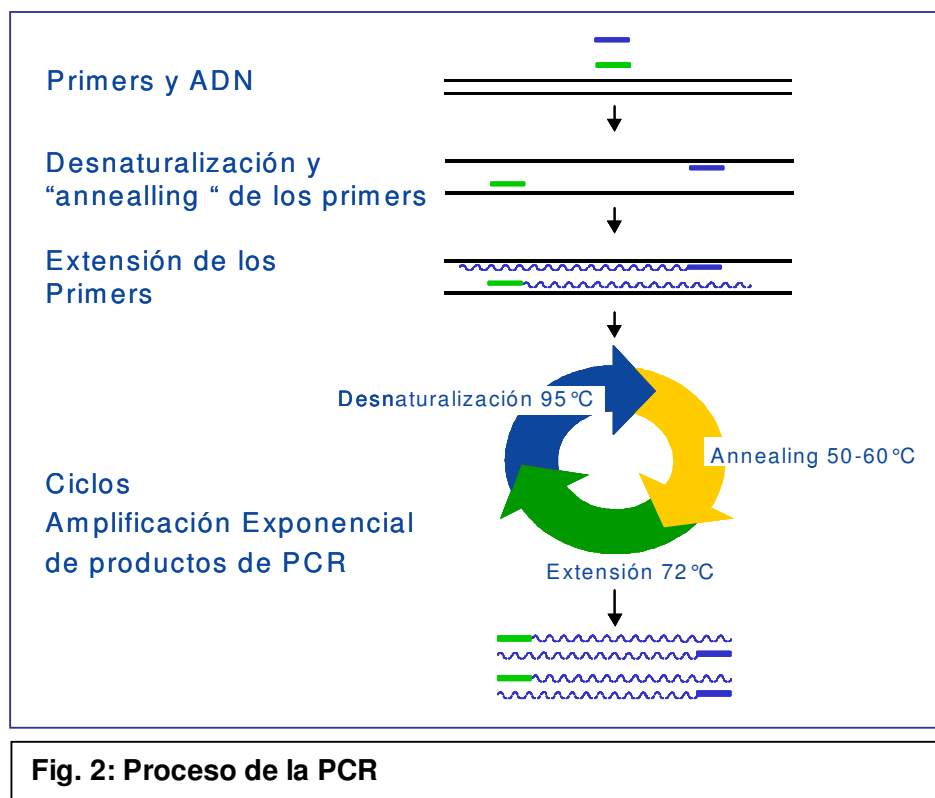 Primers y ADN
Desnaturalización y
“annealling “ de los primers
Extensión de los
Primers
Desnaturalización 95°C
Annealing 50-60°C
Ciclos
Amplificación Exponencial
de productos de PCR
Extensión 72°C
Fig. 2: Proceso de la PCR